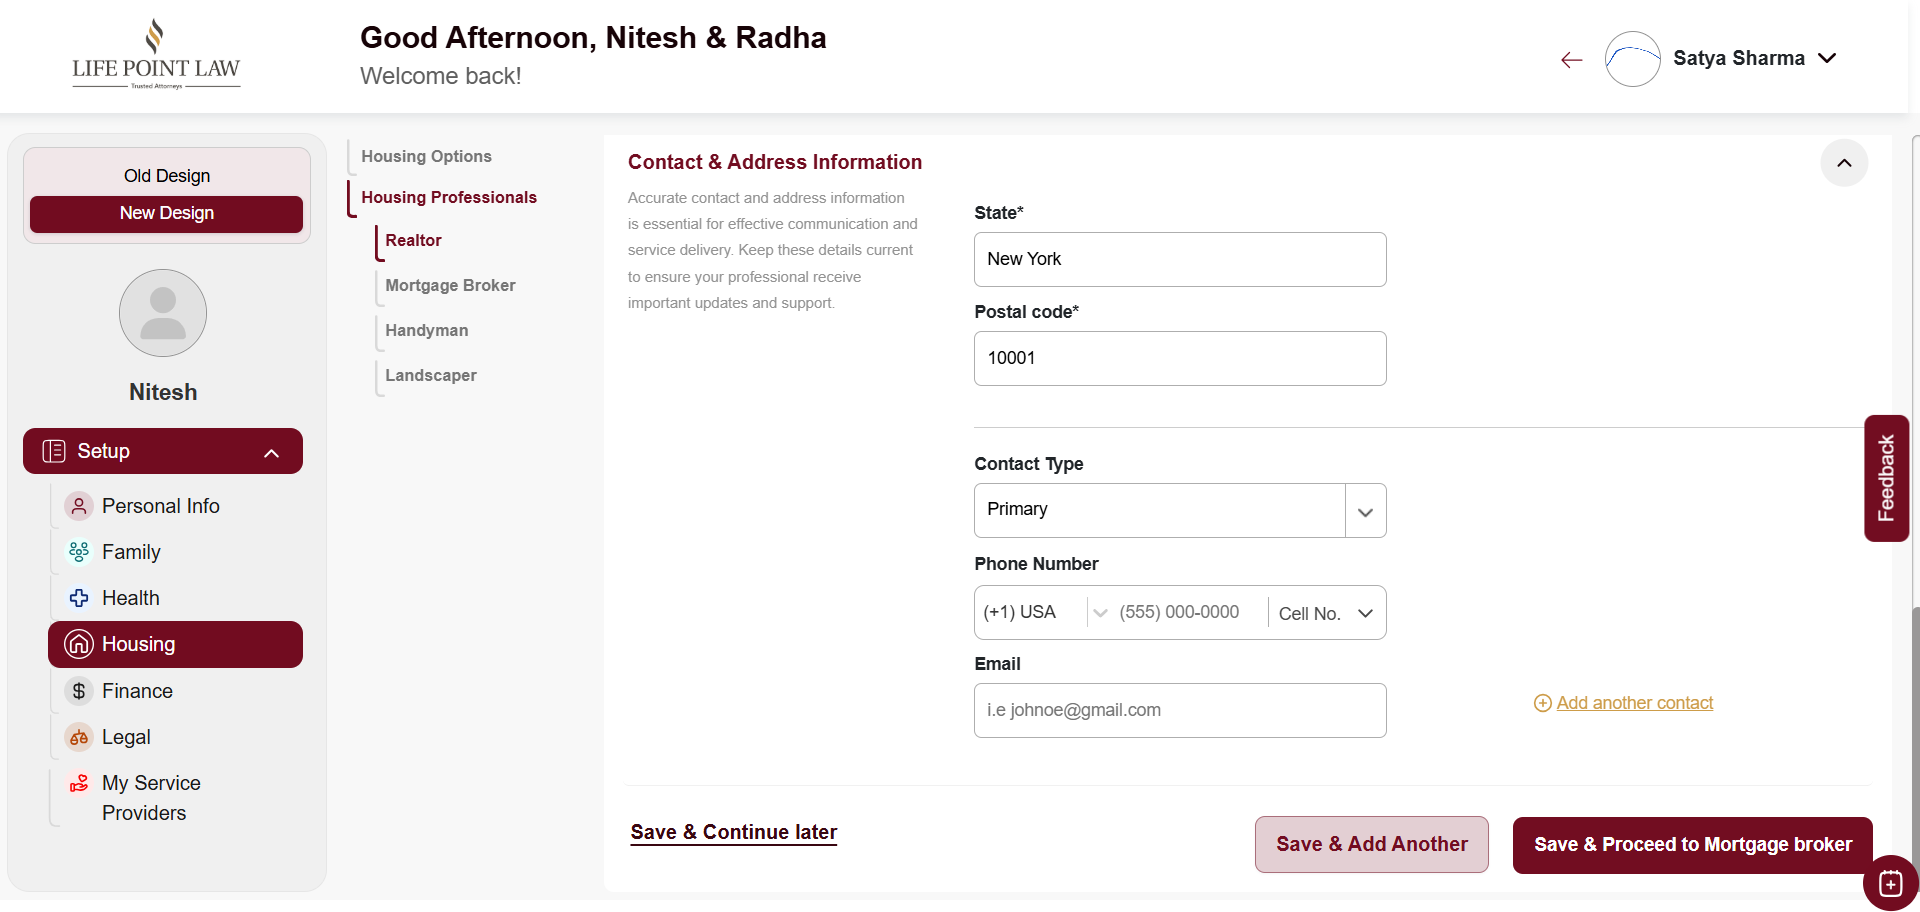 LIFE POINT LAW
Trusted Attorneys
Good Afternoon, Nitesh & Radha
Welcome back!
Satya Sharma
Old Design
New Design
Nitesh
Setup
Personal Info
Family
Health
Housing
Finance
Legal
My Service
Providers
Housing Options
Housing Professionals
Realtor
Mortgage Broker
Handyman
Landscaper
Contact & Address Information
Accurate contact and address information
is essential for effective communication and
service delivery. Keep these details current
to ensure your professional receive
important updates and support.
State*
New York
Postal code*
10001
Contact Type
Primary
Phone Number
(+1) USA
(555) 000-0000
Cell No.
Email
i.e johnoe@gmail.com
Add another contact
Save & Continue later
Save & Add Another
Save & Proceed to Mortgage broker
Feedback